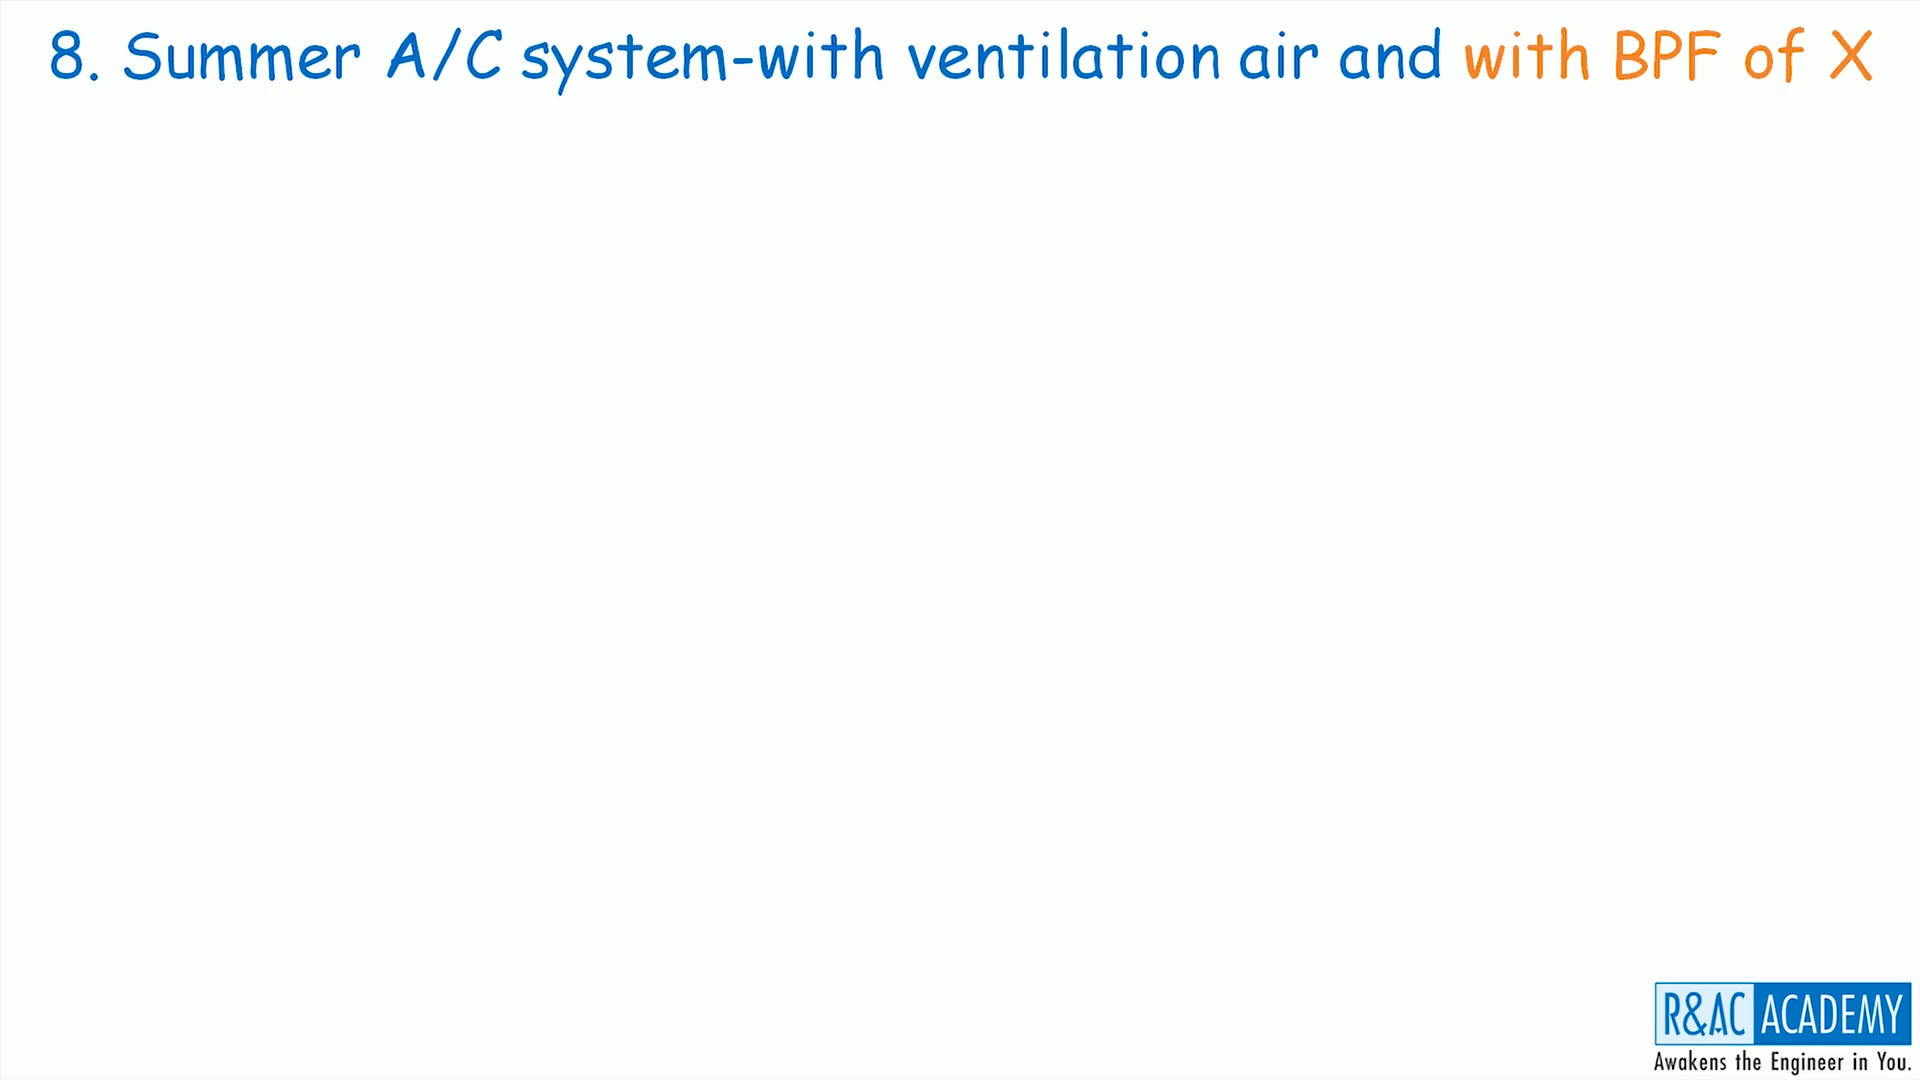 8. Summer A/C system-with ventilation air and with BPF of X
R&AC ACADEMY
Awakens the Engineer in You.